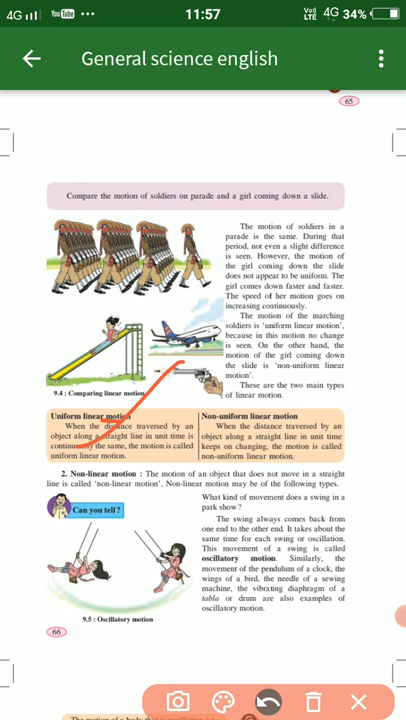 4G YouTube ••• 11:57 VoLTE 4G 34%
General science english
65
Compare the motion of soldiers on parade and a girl coming down a slide.
The motion of soldiers in a
parade is the same. During that
period, not even a slight difference
is seen. However, the motion of
the girl coming down the slide
does not appear to be uniform. The
girl comes down faster and faster.
The speed of her motion goes on
increasing continuously.
The motion of the marching
soldiers is ‘uniform linear motion’,
because in this motion no change
is seen. On the other hand, the
motion of the girl coming down
the slide is ‘non-uniform linear
motion’.
These are the two main types
of linear motion.
9.4 : Comparing linear motion
Uniform linear motion
When the distance traversed by an
object along a straight line in unit time is
continuously the same, the motion is called
uniform linear motion.
Non-uniform linear motion
When the distance traversed by an
object along a straight line in unit time
keeps on changing, the motion is called
non-uniform linear motion.
2. Non-linear motion : The motion of an object that does not move in a straight
line is called ‘non-linear motion’. Non-linear motion may be of the following types.
Can you tell?
What kind of movement does a swing in a
park show?
The swing always comes back from
one end to the other end. It takes about the
same time for each swing or oscillation.
This movement of a swing is called
oscillatory motion. Similarly, the
movement of the pendulum of a clock, the
wings of a bird, the needle of a sewing
machine, the vibrating diaphragm of a
tabla or drum are also examples of
oscillatory motion.
9.5 : Oscillatory motion
66